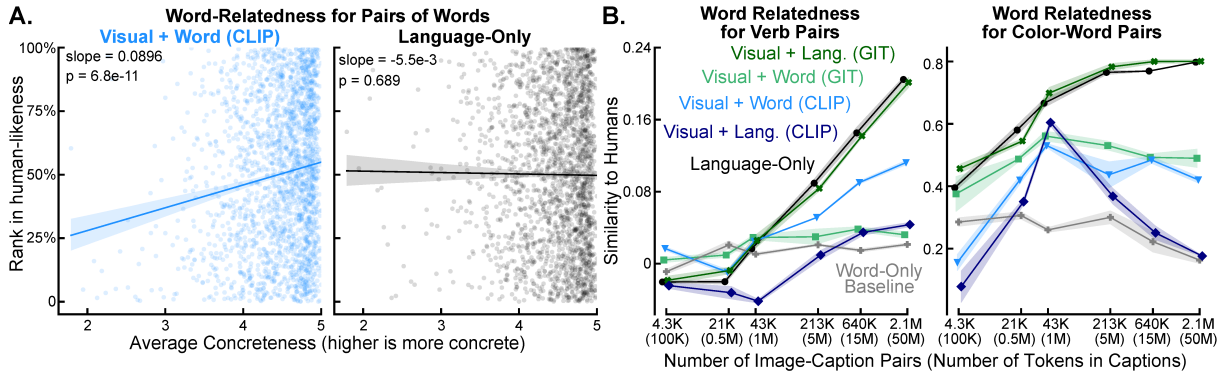 A.
Word-Relatedness for Pairs of Words
Visual + Word (CLIP)
Language-Only
slope = 0.0896
p = 6.8e-11
slope = -5.5e-3
p = 0.689
Rank in human-likeness
100%
75%
50%
25%
0
2
3
4
5
2
3
4
5
Average Concreteness (higher is more concrete)
B.
Word Relatedness
for Verb Pairs
Word Relatedness
for Color-Word Pairs
Visual + Lang. (GIT)
Visual + Word (GIT)
Visual + Word (CLIP)
Visual + Lang. (CLIP)
Language-Only
Word-Only
Baseline
Similarity to Humans
0.24
0.16
0.08
0
0.8
0.6
0.4
0.2
4.3K 21K 43K 213K 640K 2.1M
(100K) (0.5M) (1M) (5M) (15M) (50M)
4.3K 21K 43K 213K 640K 2.1M
(100K) (0.5M) (1M) (5M) (15M) (50M)
Number of Image-Caption Pairs (Number of Tokens in Captions)